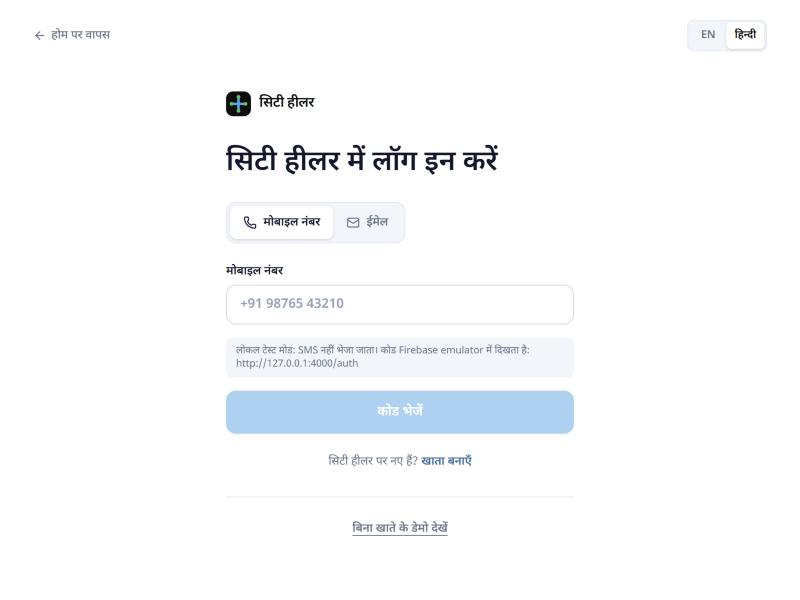 होम पर वापस
EN हिन्दी
सिटी हीलर
सिटी हीलर में लॉग इन करें
मोबाइल नंबर ईमेल
मोबाइल नंबर
+91 98765 43210
लोकल टेस्ट मोड: SMS नहीं भेजा जाता। कोड Firebase emulator में दिखता है:
http://127.0.0.1:4000/auth
कोड भेजें
सिटी हीलर पर नए हैं? खाता बनाएँ
बिना खाते के डेमो देखें